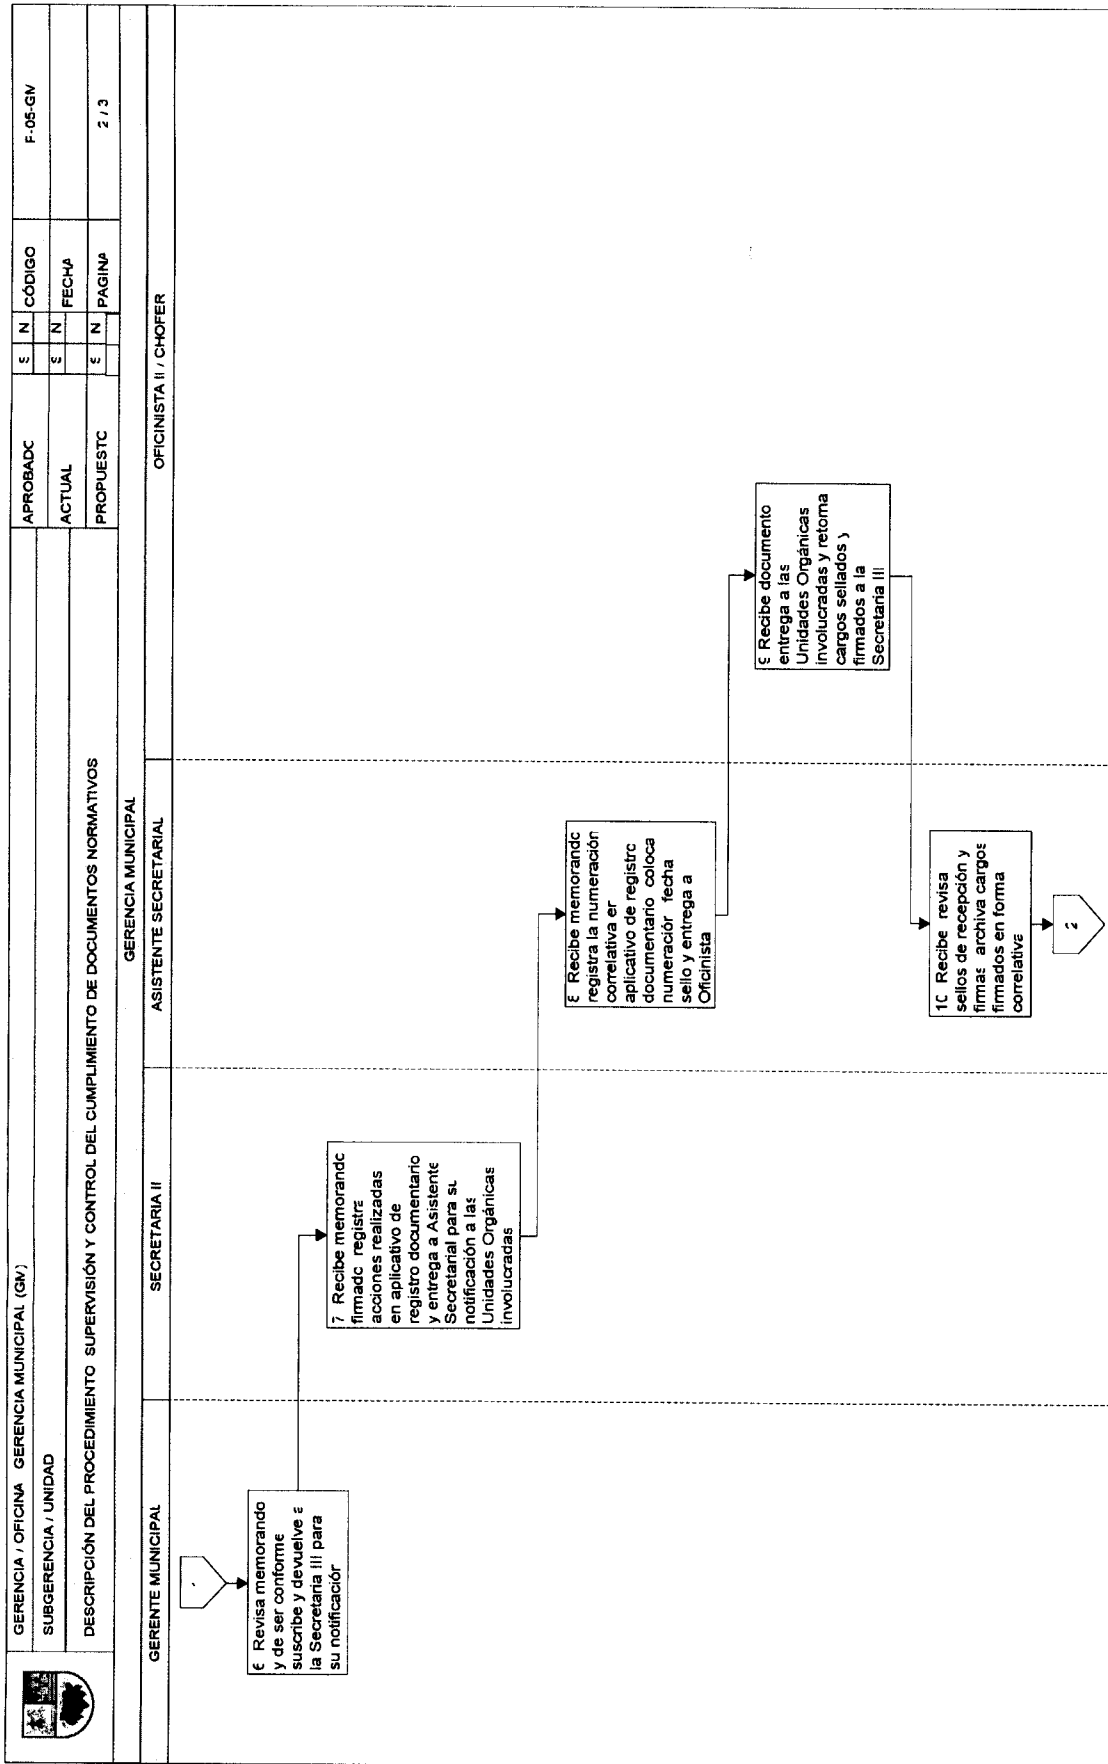 GERENCIA / OFICINA GERENCIA MUNICIPAL (GM)
APROBADO
S N
CÓDIGO
F-05-GM
SUBGERENCIA / UNIDAD
ACTUAL
S N
FECHA
DESCRIPCIÓN DEL PROCEDIMIENTO SUPERVISIÓN Y CONTROL DEL CUMPLIMIENTO DE DOCUMENTOS NORMATIVOS
PROPUESTO
S N
PAGINA
2 / 3
GERENCIA MUNICIPAL
GERENTE MUNICIPAL
SECRETARIA II
ASISTENTE SECRETARIAL
OFICINISTA II / CHOFER
6 Revisa memorando
y de ser conforme
suscribe y devuelve a
la Secretaria III para
su notificación
7 Recibe memorando
firmado registra
acciones realizadas
en aplicativo de
registro documentario
y entrega a Asistente
Secretarial para su
notificación a las
Unidades Orgánicas
involucradas
8 Recibe memorando
registra la numeración
correlativa en
aplicativo de registro
documentario coloca
numeración fecha
sello y entrega a
Oficinista
9 Recibe documento
entrega a las
Unidades Orgánicas
involucradas y retorna
cargos sellados y
firmados a la
Secretaria III
10 Recibe revisa
sellos de recepción y
firmas archiva cargos
firmados en forma
correlativa
2